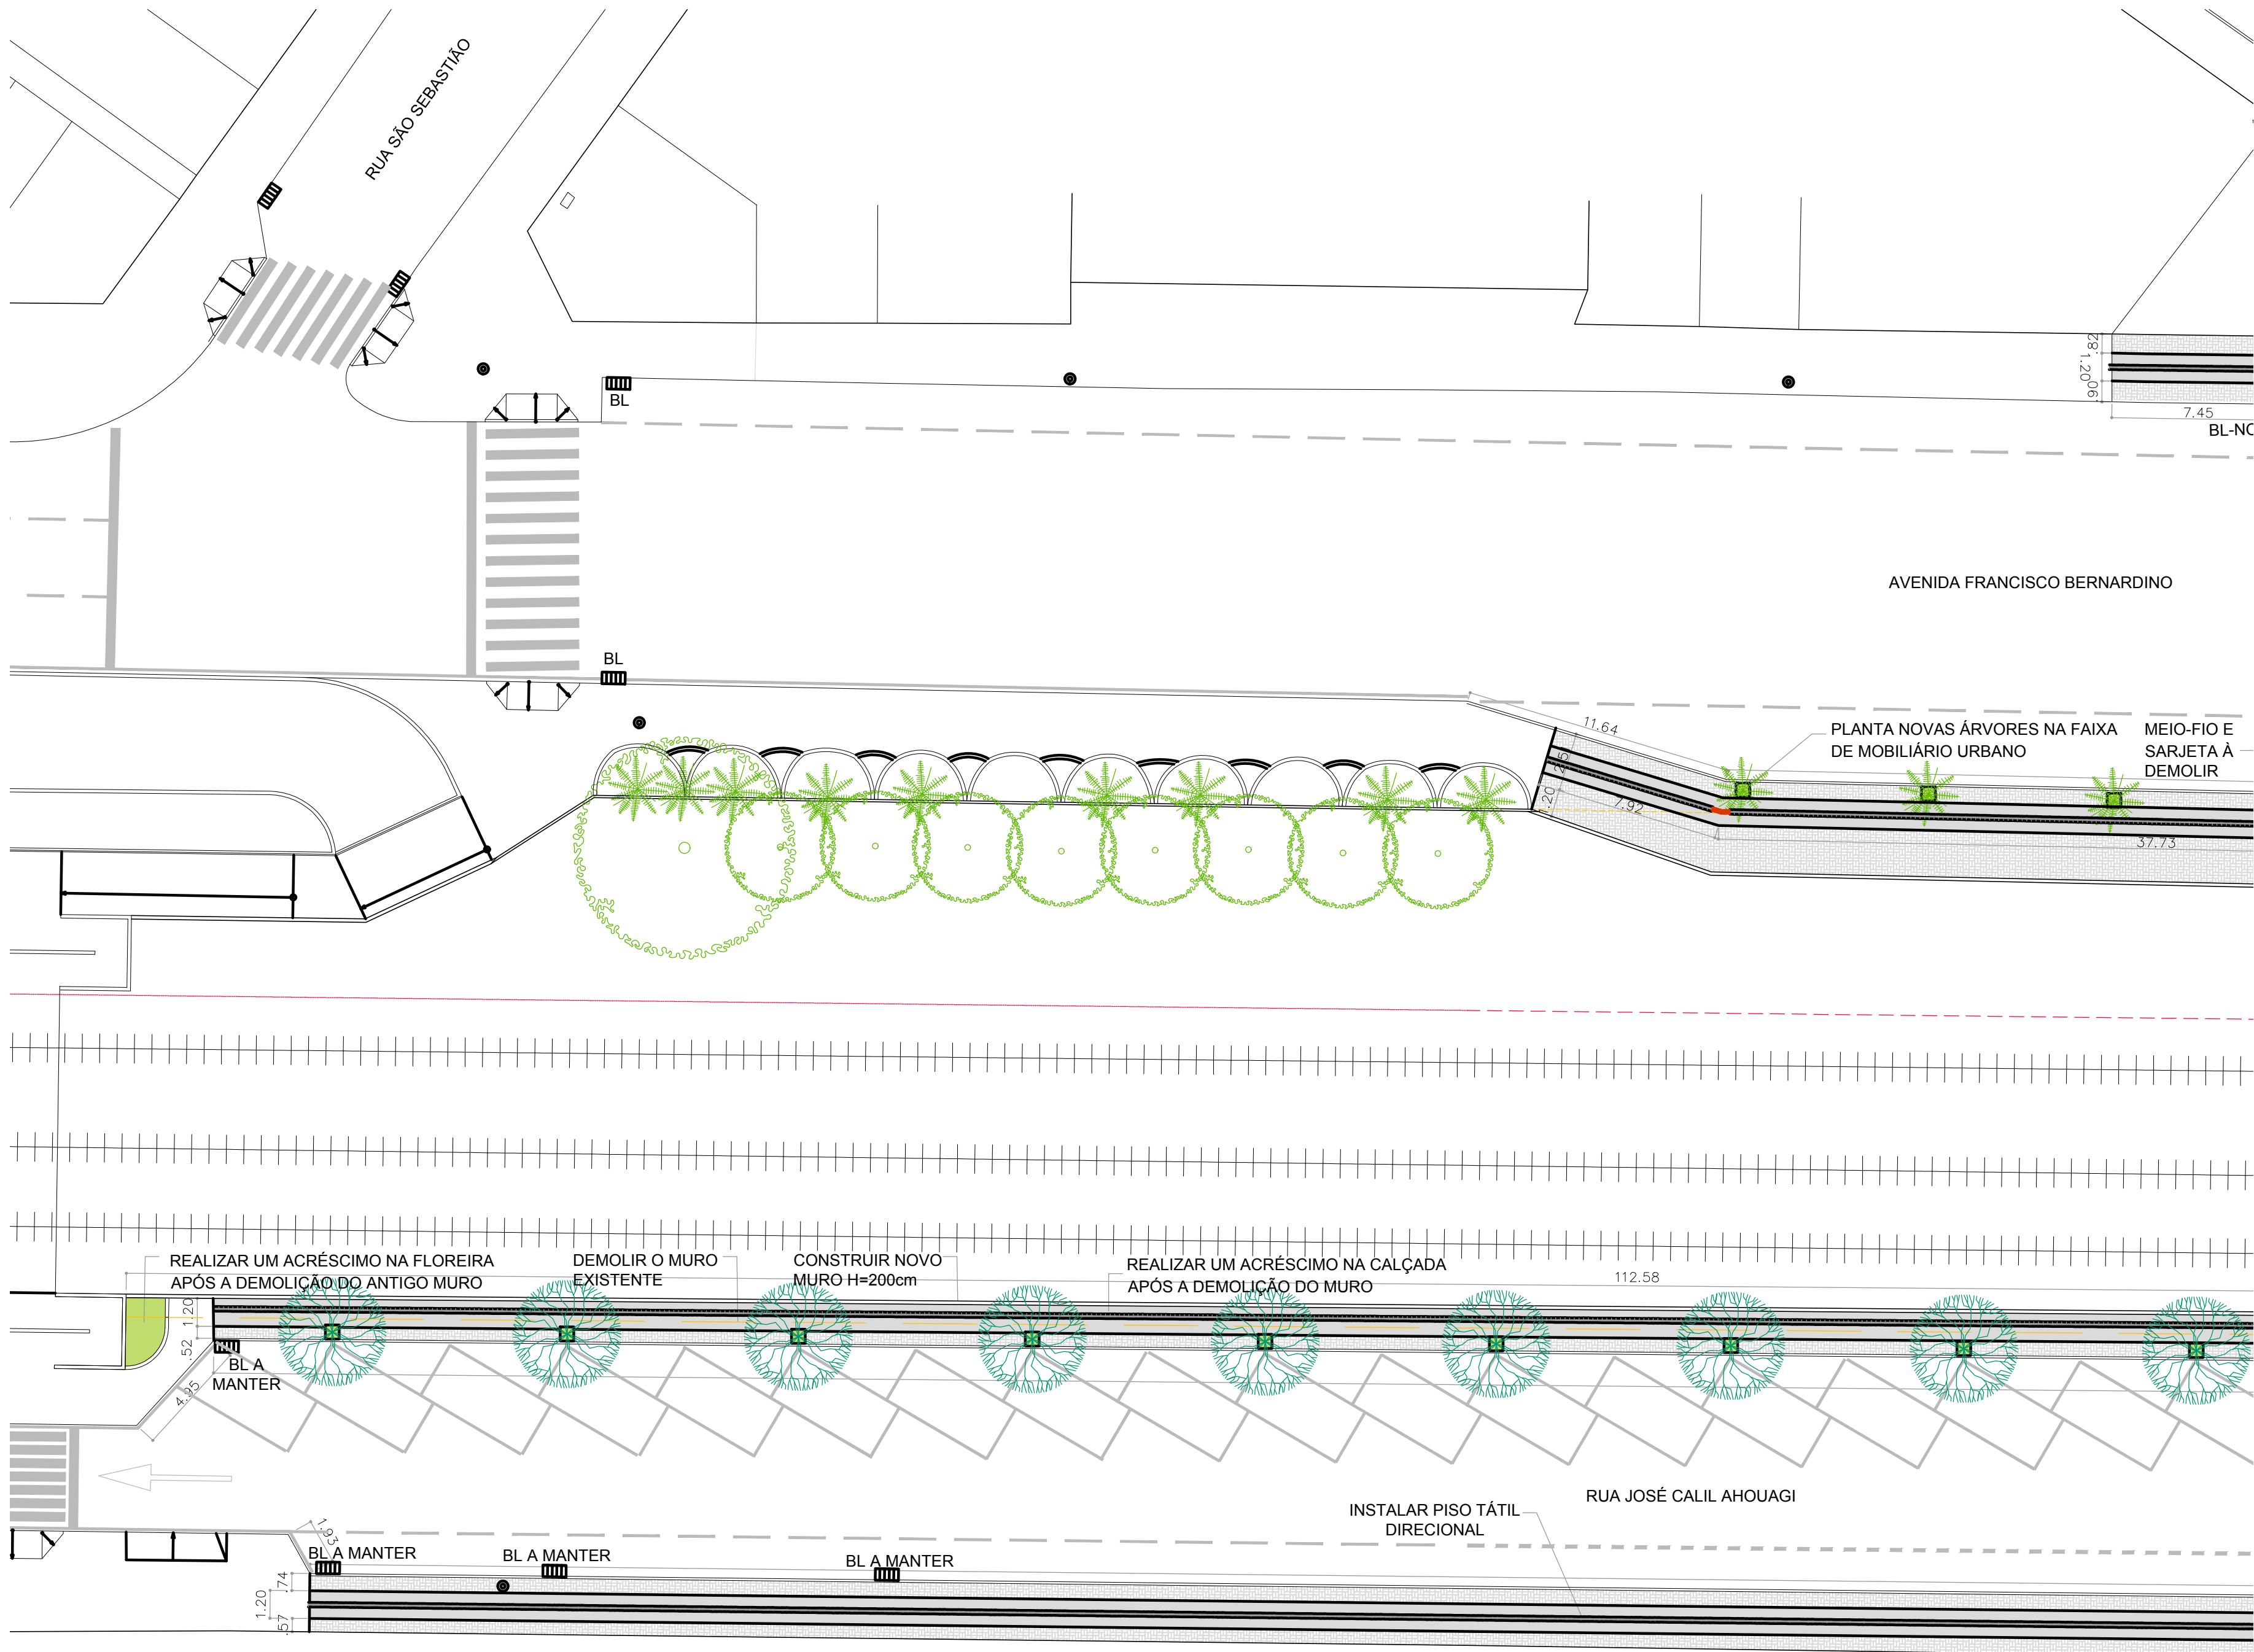 RUA SÃO SEBASTIÃO
BL
.28
1.20
.90
7.45
AVENIDA FRANCISCO BERNARDINO
BL
11.64
PLANTA NOVAS ÁRVORES NA FAIXA
DE MOBILIÁRIO URBANO
MEIO-FIO E
SARJETA À
DEMOLIR
7.92
37.73
REALIZAR UM ACRÉSCIMO NA FLOREIRA
APÓS A DEMOLIÇÃO DO ANTIGO MURO
DEMOLIR O MURO
EXISTENTE
CONSTRUIR NOVO
MURO H=200cm
REALIZAR UM ACRÉSCIMO NA CALÇADA
APÓS A DEMOLIÇÃO DO MURO
112.58
1.20
.52
BL A
MANTER
4.95
RUA JOSÉ CALIL AHOUAGI
INSTALAR PISO TÁTIL
DIRECIONAL
1.93
BL A MANTER
BL A MANTER
BL A MANTER
.74
1.20
.57